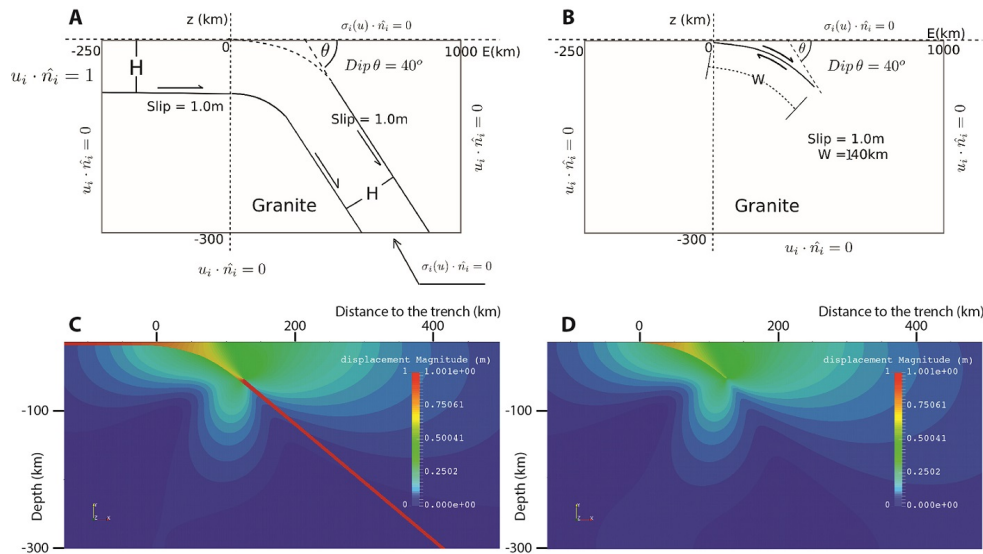 A
z (km)
σᵢ(u) · n̂ᵢ = 0
-250
0
θ
1000 E(km)
uᵢ · n̂ᵢ = 1
H
Dip θ = 40°
Slip = 1.0m
Slip = 1.0m
uᵢ · n̂ᵢ = 0
uᵢ · n̂ᵢ = 0
H
Granite
-300
uᵢ · n̂ᵢ = 0
σᵢ(u) · n̂ᵢ = 0
B
z (km)
σᵢ(u) · n̂ᵢ = 0
E(km)
-250
0
θ
1000
Dip θ = 40°
W
uᵢ · n̂ᵢ = 0
uᵢ · n̂ᵢ = 0
Slip = 1.0m
W =140km
Granite
-300
uᵢ · n̂ᵢ = 0
C
Distance to the trench (km)
0
200
400
displacement Magnitude (m)
1
1.001e+00
0.75061
0.50041
0.2502
0
0.000e+00
-100
Depth (km)
-300
D
Distance to the trench (km)
0
200
400
displacement Magnitude (m)
1
1.001e+00
0.75061
0.50041
0.2502
0
0.000e+00
-100
Depth (km)
-300